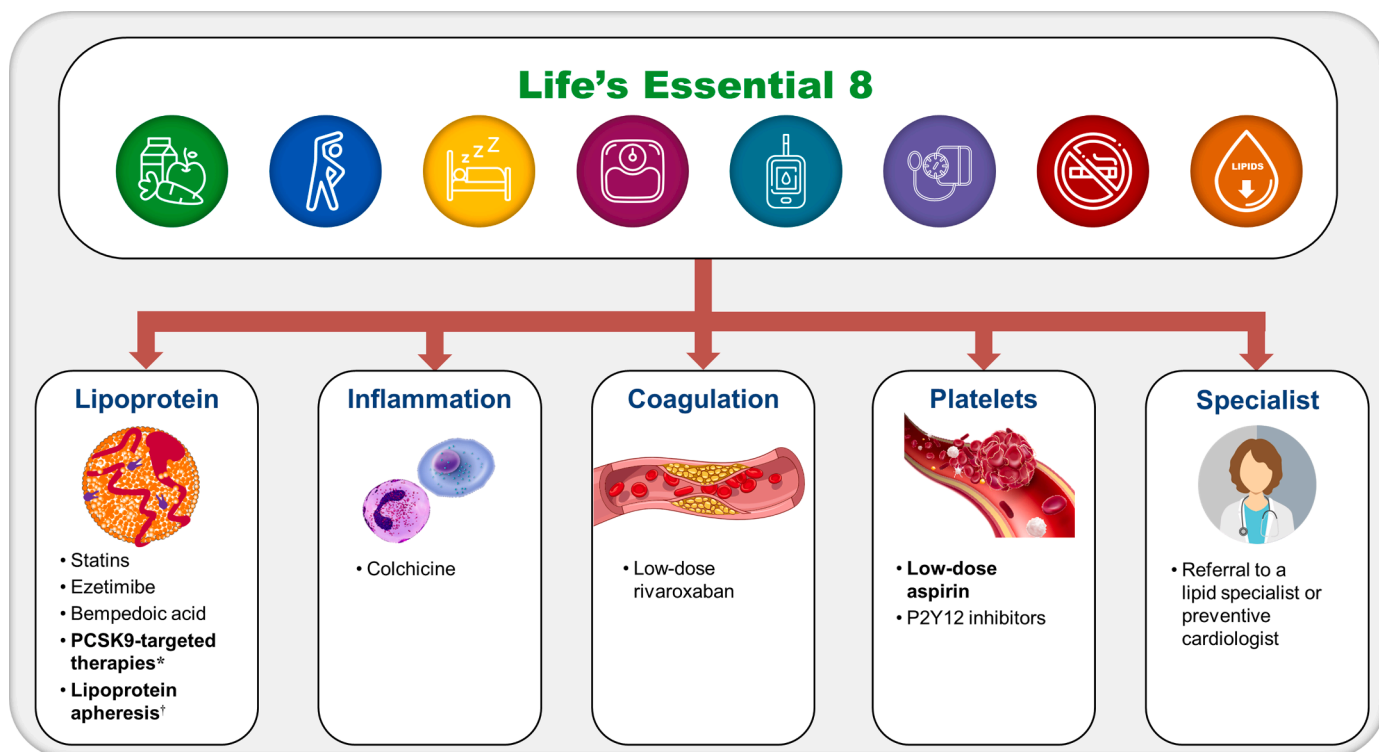 Life’s Essential 8
z z Z Z
LIPIDS
Lipoprotein
• Statins
• Ezetimibe
• Bempedoic acid
• PCSK9-targeted
therapies*
• Lipoprotein
apheresis†
Inflammation
• Colchicine
Coagulation
• Low-dose
rivaroxaban
Platelets
• Low-dose
aspirin
• P2Y12 inhibitors
Specialist
• Referral to a
lipid specialist or
preventive
cardiologist